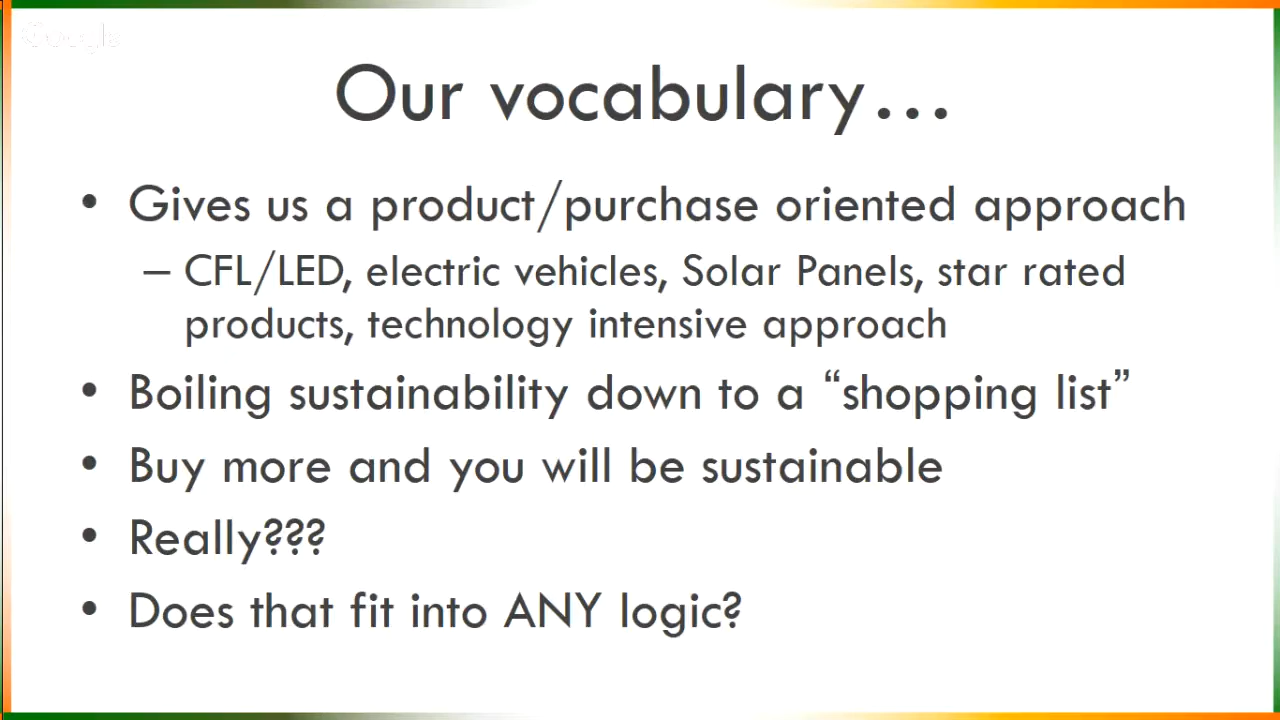 Google
Our vocabulary...
• Gives us a product/purchase oriented approach
– CFL/LED, electric vehicles, Solar Panels, star rated
products, technology intensive approach
• Boiling sustainability down to a “shopping list”
• Buy more and you will be sustainable
• Really???
• Does that fit into ANY logic?